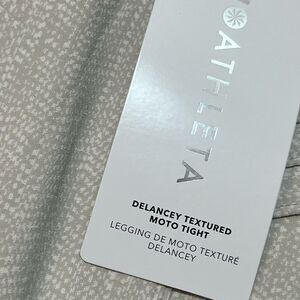 ATHLETA
DELANCEY TEXTURED
MOTO TIGHT
LEGGING DE MOTO TEXTURÉ
DELANCEY